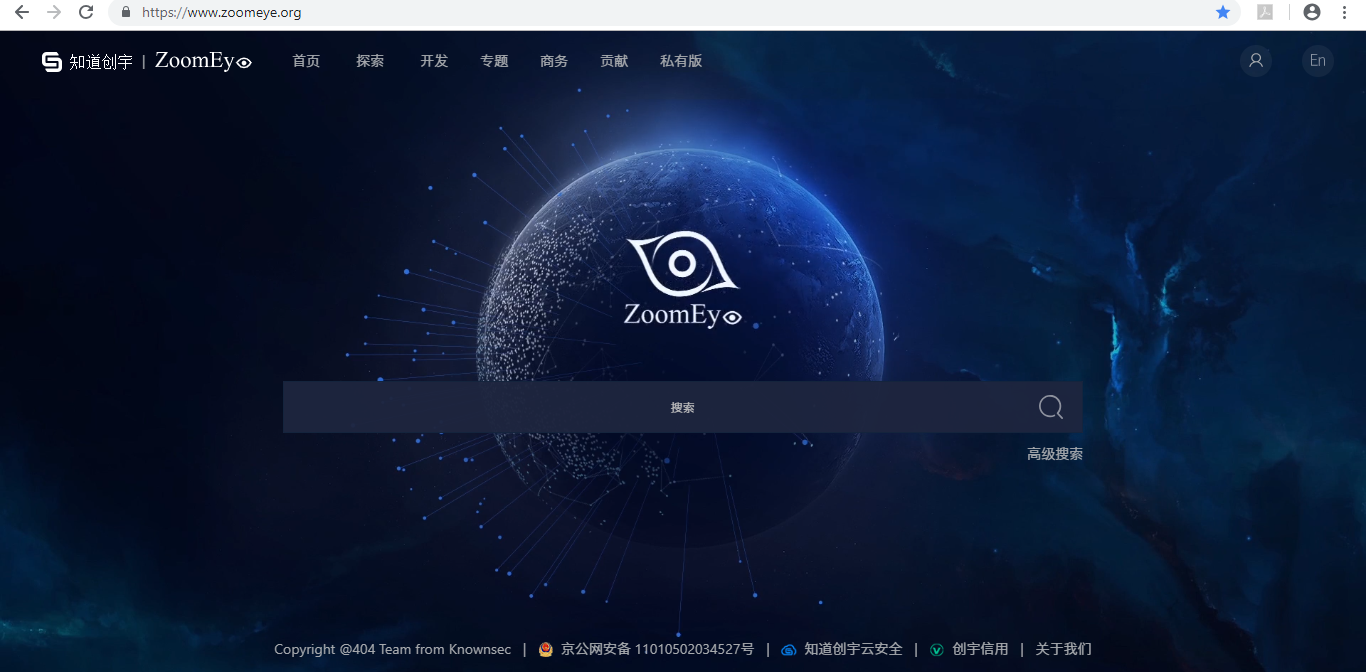 https://www.zoomeye.org
知道创宇 | ZoomEye 首页 探索 开发 专题 商务 贡献 私有版 En
ZoomEye
搜索
高级搜索
Copyright @404 Team from Knownsec | 京公网安备 11010502034527号 | 知道创宇云安全 | 创宇信用 | 关于我们